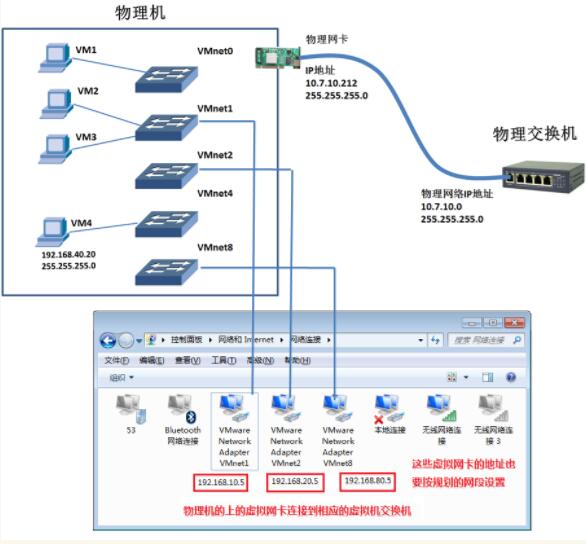 物理机
VM1
VMnet0
物理网卡
IP地址
10.7.10.212
255.255.255.0
VM2
VMnet1
VM3
物理交换机
VMnet2
VMnet4
物理网络IP地址
10.7.10.0
255.255.255.0
VM4
192.168.40.20
255.255.255.0
VMnet8
控制面板 网络和 Internet 网络连接
搜索 网络连接
文件(F) 编辑(E) 查看(V) 工具(T) 高级(N) 帮助(H)
组织
53
Bluetooth 网络连接
VMware Network Adapter VMnet1
VMware Network Adapter VMnet2
VMware Network Adapter VMnet8
本地连接
无线网络连接
无线网络连接 3
192.168.10.5
192.168.20.5
192.168.80.5
这些虚拟网卡的地址也
要按规划的网段设置
物理机的上的虚拟网卡连接到相应的虚拟机交换机